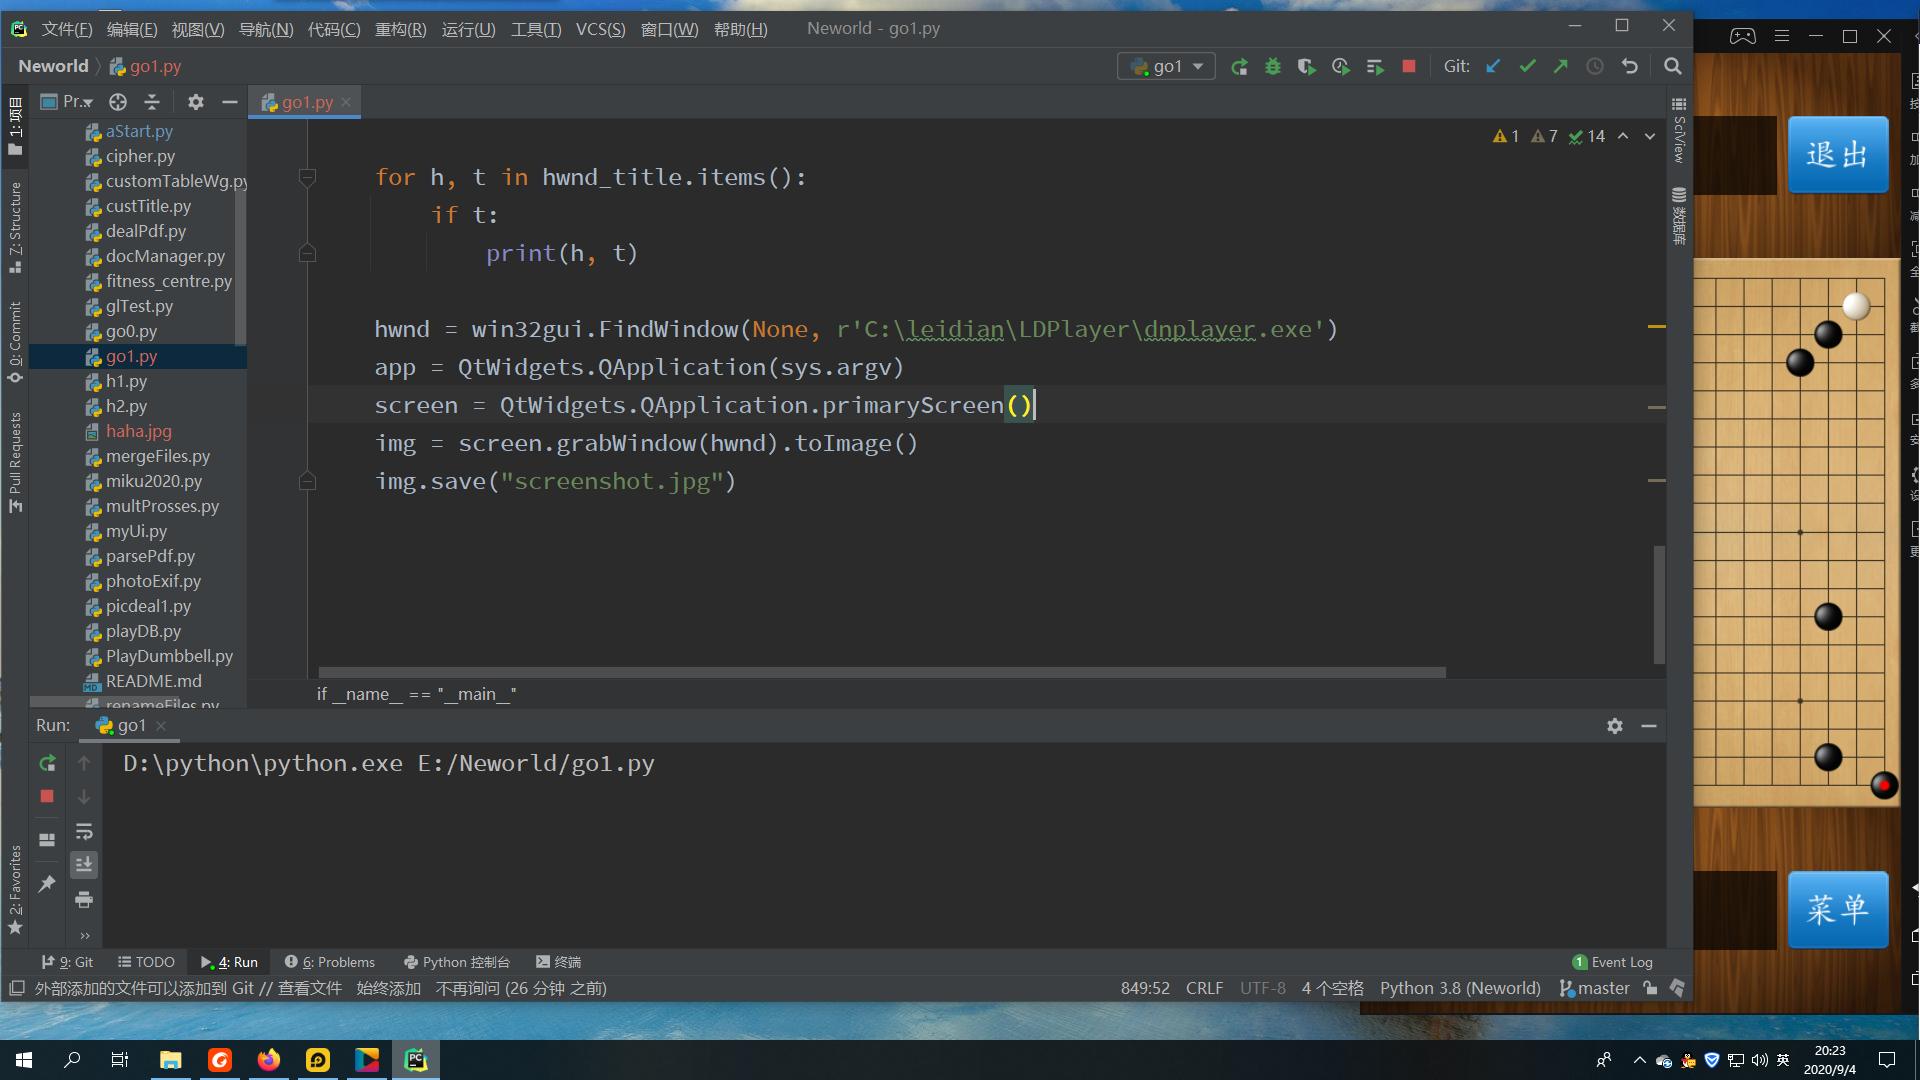 文件(F) 编辑(E) 视图(V) 导航(N) 代码(C) 重构(R) 运行(U) 工具(T) VCS(S) 窗口(W) 帮助(H) Neworld - go1.py
Neworld go1.py
go1 Git:
Pr...
go1.py
1: 项目
Z: Structure
0: Commit
Pull Requests
2: Favorites
aStart.py
cipher.py
customTableWg.py
custTitle.py
dealPdf.py
docManager.py
fitness_centre.py
glTest.py
go0.py
go1.py
h1.py
h2.py
haha.jpg
mergeFiles.py
miku2020.py
multProsses.py
myUi.py
parsePdf.py
photoExif.py
picdeal1.py
playDB.py
PlayDumbbell.py
README.md
renameFiles.py
1 7 14
for h, t in hwnd_title.items():
if t:
print(h, t)
hwnd = win32gui.FindWindow(None, r'C:\leidian\LDPlayer\dnplayer.exe')
app = QtWidgets.QApplication(sys.argv)
screen = QtWidgets.QApplication.primaryScreen()
img = screen.grabWindow(hwnd).toImage()
img.save("screenshot.jpg")
if __name__ == "__main__"
SciView
数据库
Run: go1
D:\python\python.exe E:/Neworld/go1.py
9: Git TODO 4: Run 6: Problems Python 控制台 终端
1 Event Log
外部添加的文件可以添加到 Git // 查看文件 始终添加 不再询问 (26 分钟 之前)
849:52 CRLF UTF-8 4 个空格 Python 3.8 (Neworld) master
退出
菜单
英
20:23
2020/9/4